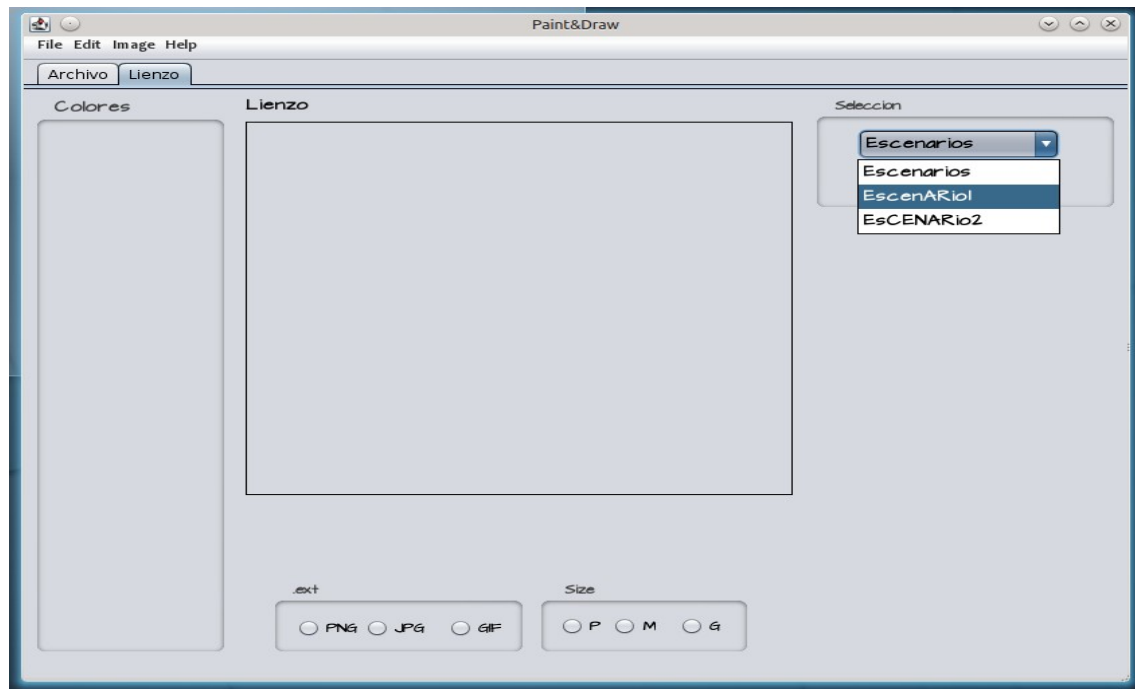 Paint&Draw
File Edit Image Help
Archivo Lienzo
Colores
Lienzo
Seleccion
Escenarios
Escenarios
EscenARio1
EsCENARio2
.ext
PNG JPG GIF
Size
P M G